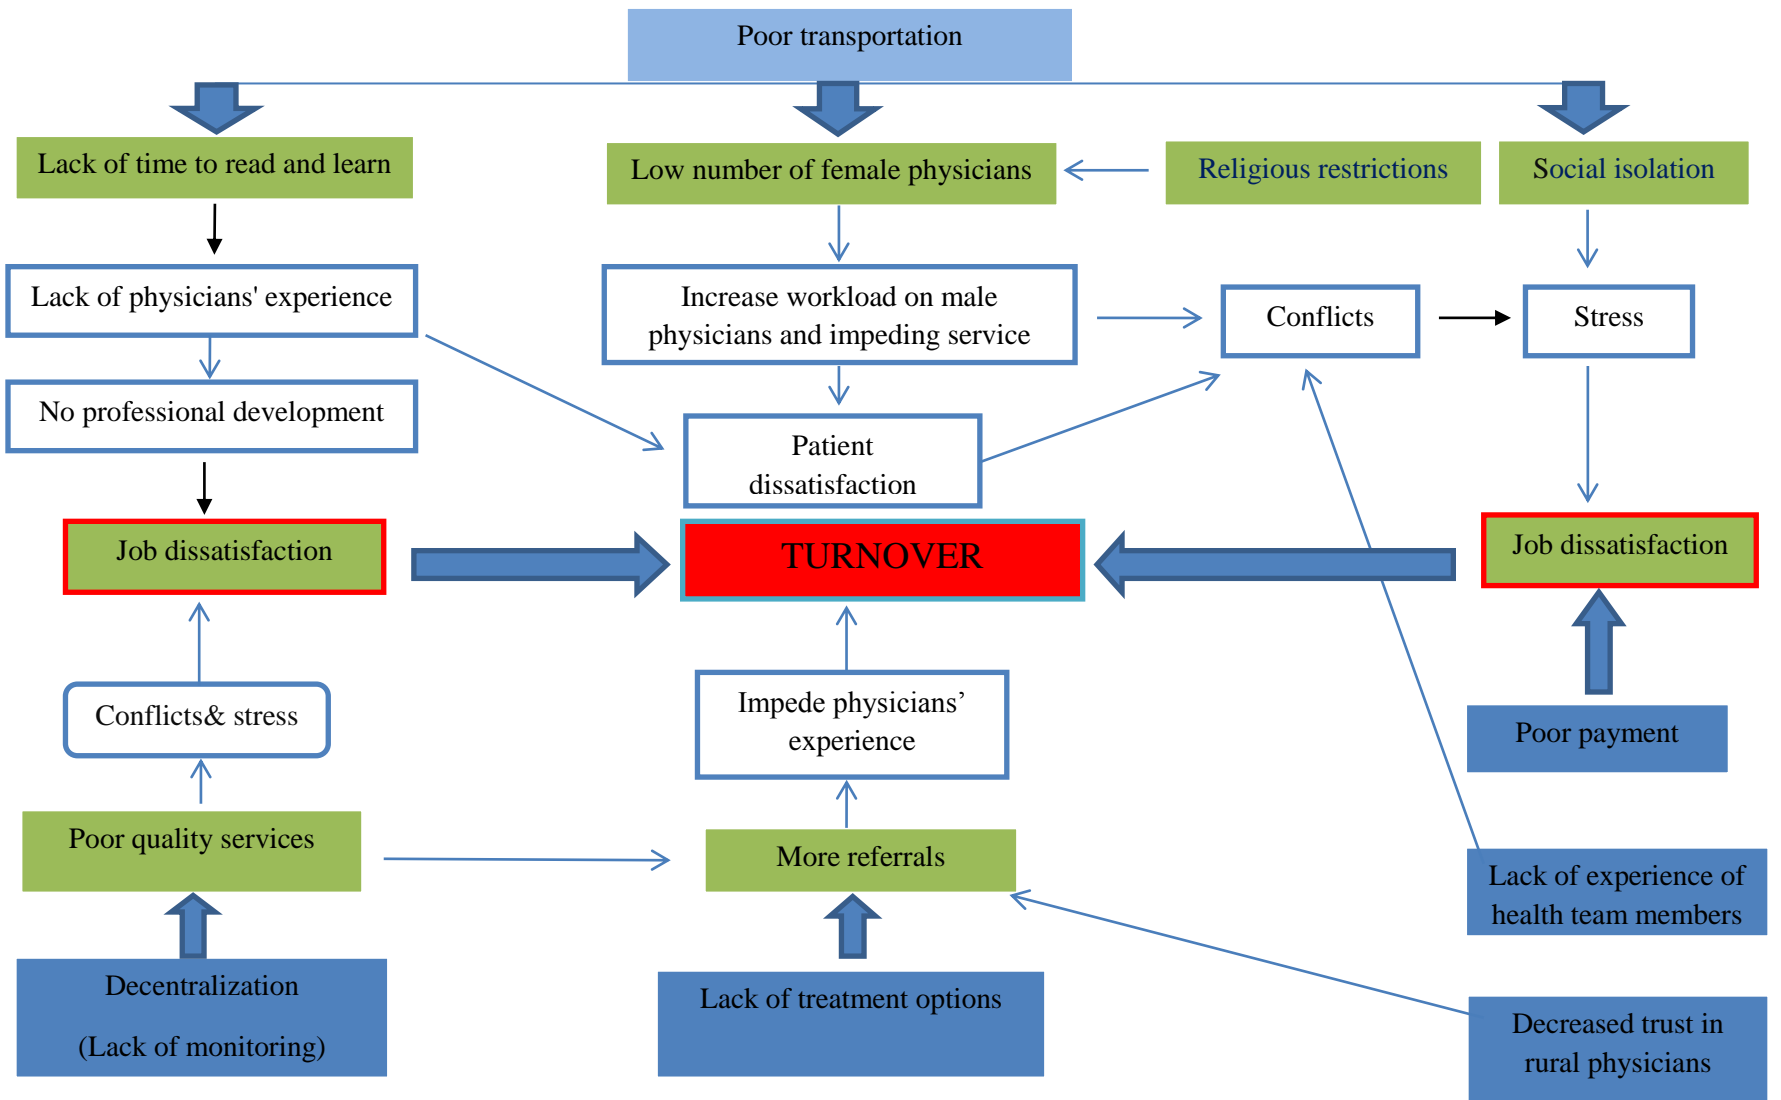 Poor transportation
Lack of time to read and learn
Low number of female physicians
Religious restrictions
Social isolation
Lack of physicians' experience
Increase workload on male
physicians and impeding service
Conflicts
Stress
No professional development
Patient
dissatisfaction
Job dissatisfaction
TURNOVER
Job dissatisfaction
Conflicts& stress
Impede physicians’
experience
Poor payment
Poor quality services
More referrals
Lack of experience of
health team members
Decentralization
(Lack of monitoring)
Lack of treatment options
Decreased trust in
rural physicians